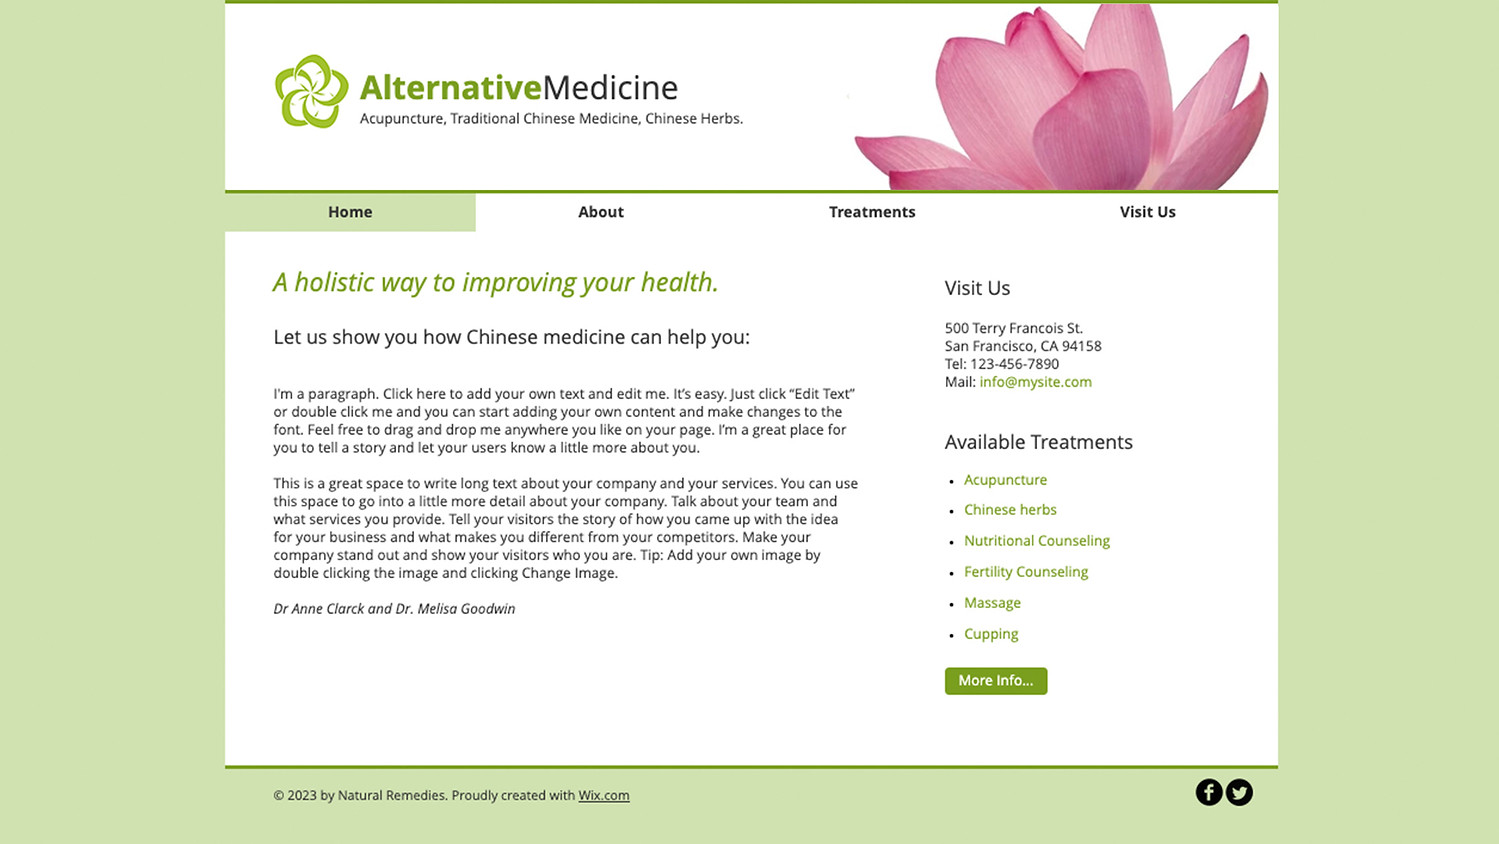 AlternativeMedicine
Acupuncture, Traditional Chinese Medicine, Chinese Herbs.
Home
About
Treatments
Visit Us
A holistic way to improving your health.
Let us show you how Chinese medicine can help you:
I'm a paragraph. Click here to add your own text and edit me. It’s easy. Just click “Edit Text”
or double click me and you can start adding your own content and make changes to the
font. Feel free to drag and drop me anywhere you like on your page. I’m a great place for
you to tell a story and let your users know a little more about you.
This is a great space to write long text about your company and your services. You can use
this space to go into a little more detail about your company. Talk about your team and
what services you provide. Tell your visitors the story of how you came up with the idea
for your business and what makes you different from your competitors. Make your
company stand out and show your visitors who you are. Tip: Add your own image by
double clicking the image and clicking Change Image.
Dr Anne Clarck and Dr. Melisa Goodwin
Visit Us
500 Terry Francois St.
San Francisco, CA 94158
Tel: 123-456-7890
Mail: info@mysite.com
Available Treatments
Acupuncture
Chinese herbs
Nutritional Counseling
Fertility Counseling
Massage
Cupping
More Info...
© 2023 by Natural Remedies. Proudly created with Wix.com